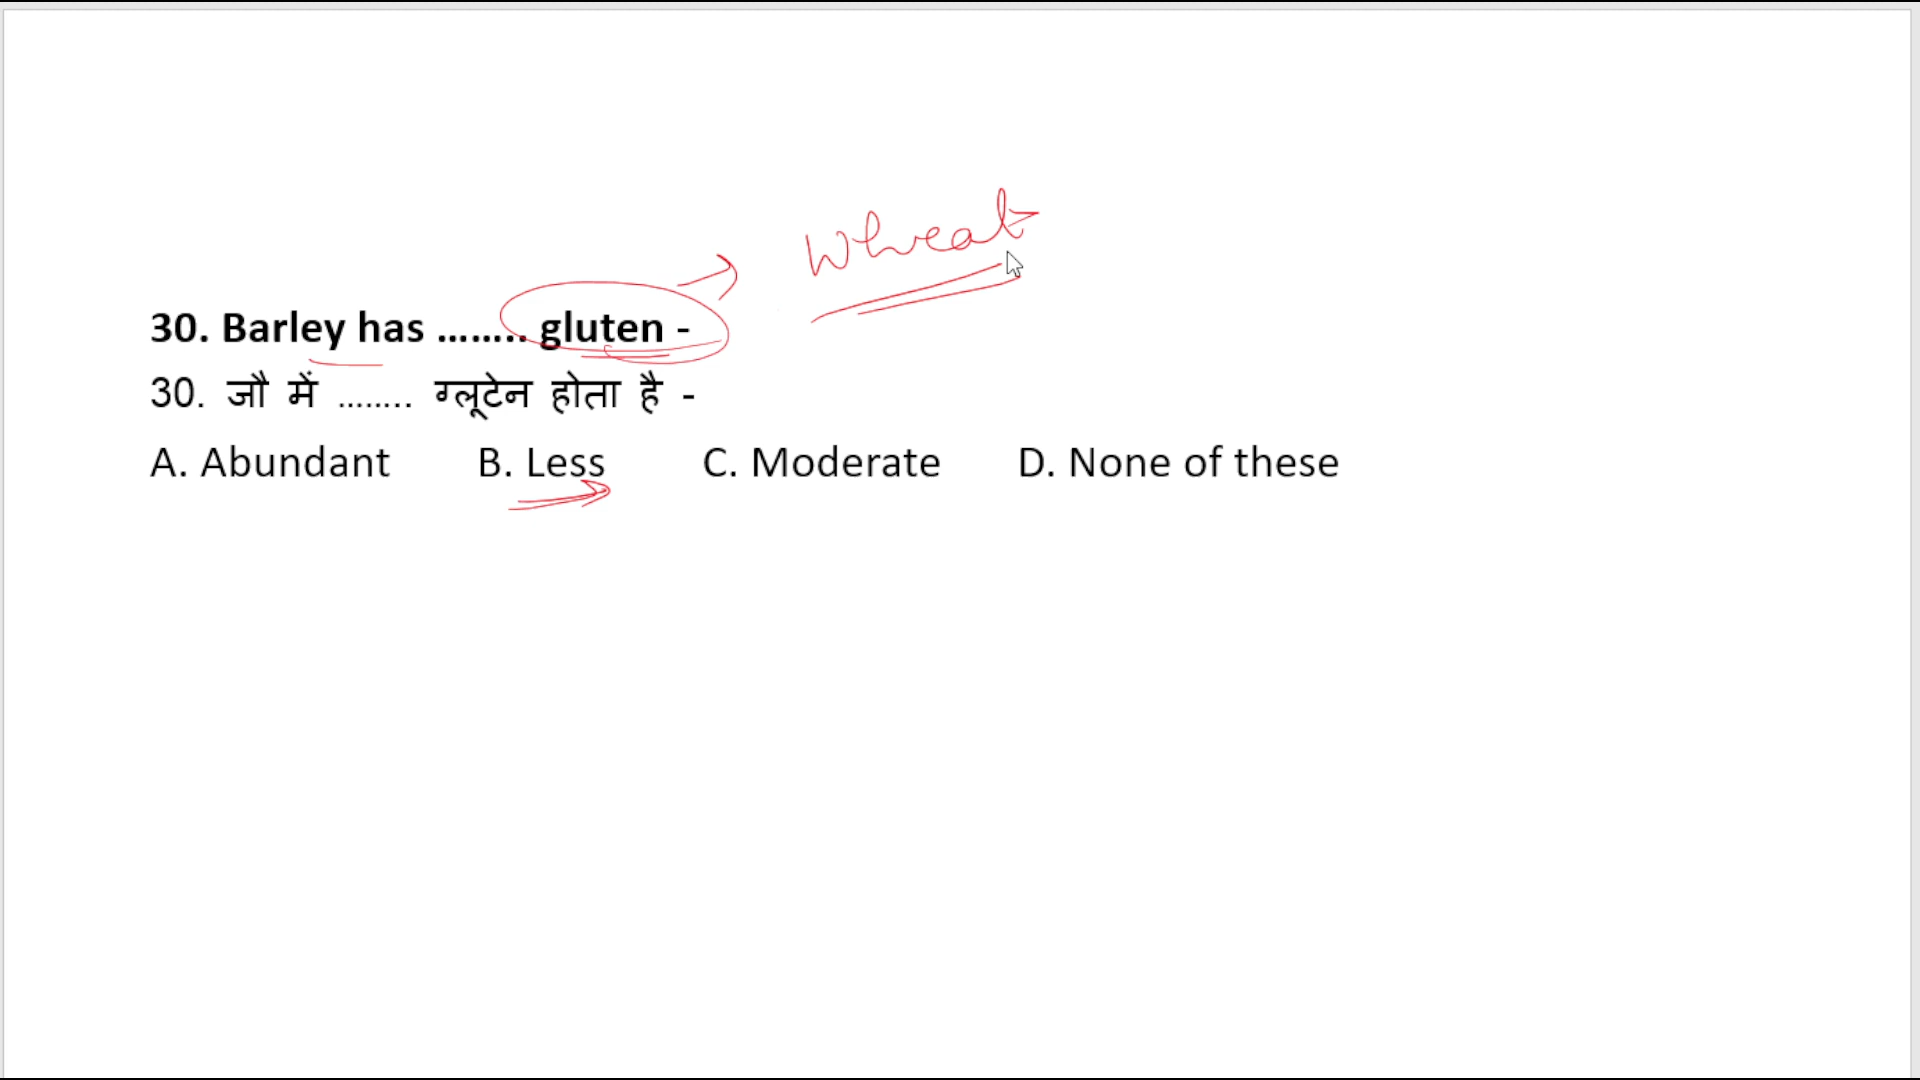 Wheat
30. Barley has ........ gluten -
30. जौ में ........ ग्लूटेन होता है -
A. Abundant B. Less C. Moderate D. None of these